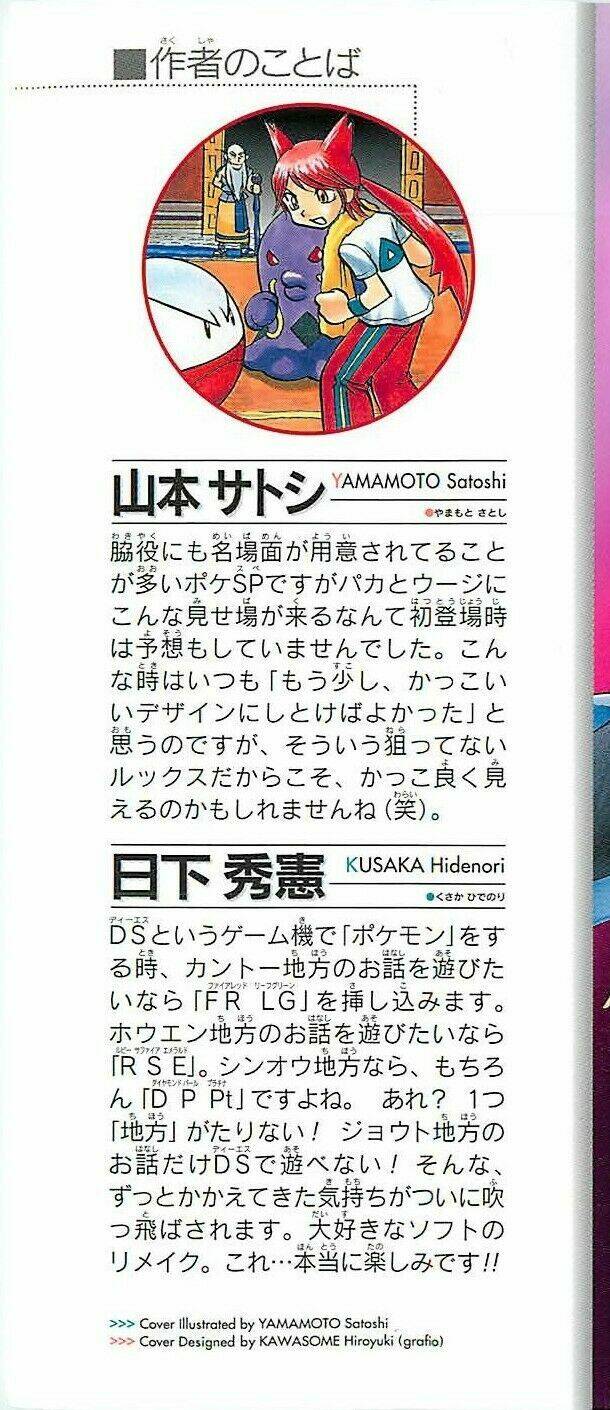 ■作者のことば
山本 サトシ
YAMAMOTO Satoshi
●やまもと さとし
脇役にも名場面が用意されてること
が多いポケSPですがパカとウージに
こんな見せ場が来るなんて初登場時
は予想もしていませんでした。こん
な時はいつも「もう少し、かっこい
いデザインにしとけばよかった」と
思うのですが、そういう狙ってない
ルックスだからこそ、かっこ良く見
えるのかもしれませんね(笑)。
日下 秀憲
KUSAKA Hidenori
●くさか ひでのり
DSというゲーム機で「ポケモン」をす
る時、カントー地方のお話を遊びた
いなら「FR LG」を挿し込みます。
ホウエン地方のお話を遊びたいなら
「R S E」。シンオウ地方なら、もちろ
ん「D P Pt」ですよね。 あれ? 1つ
「地方」がたりない! ジョウト地方の
お話だけDSで遊べない! そんな、
ずっとかかえてきた気持ちがついに吹
っ飛ばされます。大好きなソフトの
リメイク。これ…本当に楽しみです!!
>>> Cover Illustrated by YAMAMOTO Satoshi
>>> Cover Designed by KAWASOME Hiroyuki (grafio)